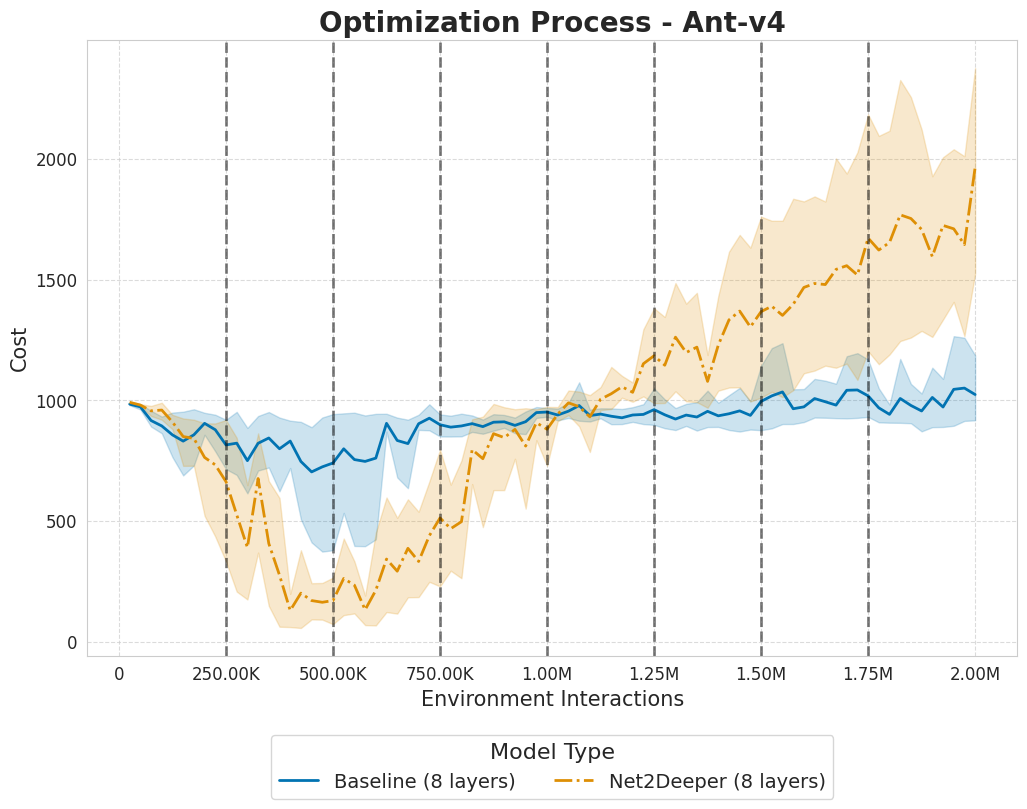 Optimization Process - Ant-v4
Cost
2000
1500
1000
500
0
0 250.00K 500.00K 750.00K 1.00M 1.25M 1.50M 1.75M 2.00M
Environment Interactions
Model Type
Baseline (8 layers) Net2Deeper (8 layers)